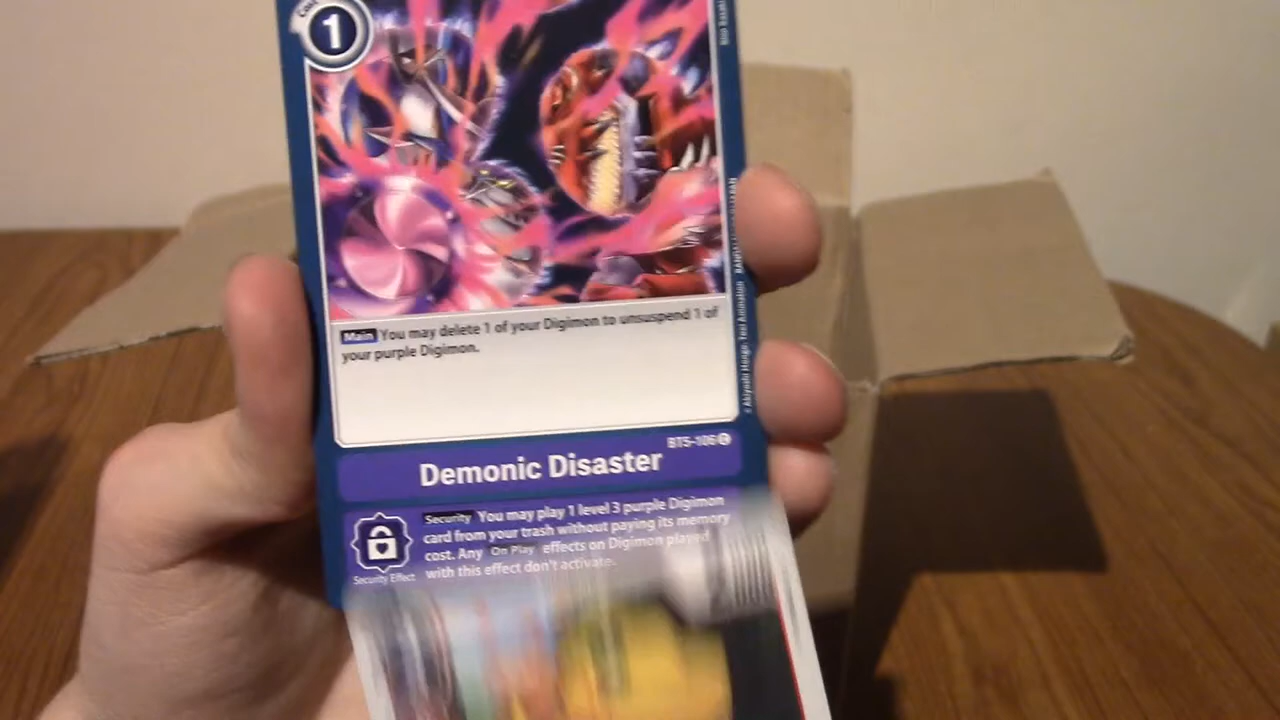 Cost
1
Main You may delete 1 of your Digimon to unsuspend 1 of
your purple Digimon.
BT5-106 C
Demonic Disaster
Security You may play 1 level 3 purple Digimon
card from your trash without paying its memory
cost. Any On Play effects on Digimon played
with this effect don't activate.
Security Effect